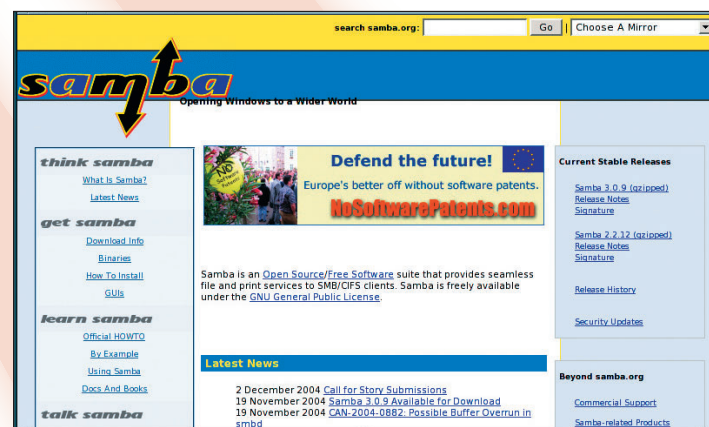 search samba.org:
Go | Choose A Mirror
samba
Opening Windows to a Wider World
think samba
What Is Samba?
Latest News
get samba
Download Info
Binaries
How To Install
GUIs
learn samba
Official HOWTO
By Example
Using Samba
Docs And Books
talk samba
NO
Software
Patents!
Defend the future!
Europe's better off without software patents.
NoSoftwarePatents.com
Samba is an Open Source/Free Software suite that provides seamless
file and print services to SMB/CIFS clients. Samba is freely available
under the GNU General Public License.
Latest News
2 December 2004 Call for Story Submissions
19 November 2004 Samba 3.0.9 Available for Download
19 November 2004 CAN-2004-0882: Possible Buffer Overrun in
smbd
Current Stable Releases
Samba 3.0.9 (gzipped)
Release Notes
Signature
Samba 2.2.12 (gzipped)
Release Notes
Signature
Release History
Security Updates
Beyond samba.org
Commercial Support
Samba-related Products